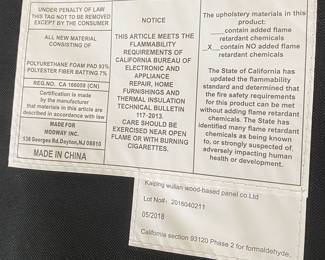 UNDER PENALTY OF LAW
THIS TAG NOT TO BE REMOVED
EXCEPT BY THE CONSUMER
ALL NEW MATERIAL
CONSISTING OF
POLYURETHANE FOAM PAD 93%
POLYESTER FIBER BATTING 7%
REG.NO. CA 166059 (CN)
Certification is made
by the manufacturer
that materials in this article are
described in accordance with law
MADE FOR
MODWAY INC.
138 Georges Rd,Dayton,NJ 08810
MADE IN CHINA
NOTICE
THIS ARTICLE MEETS THE
FLAMMABILITY
REQUIREMENTS OF
CALIFORNIA BUREAU OF
ELECTRONIC AND
APPLIANCE
REPAIR, HOME
FURNISHINGS AND
THERMAL INSULATION
TECHNICAL BULLETIN
117-2013.
CARE SHOULD BE
EXERCISED NEAR OPEN
FLAME OR WITH BURNING
CIGARETTES.
The upholstery materials in this
product:
contain added flame
retardant chemicals
X contain NO added flame
retardant chemicals
The State of California has
updated the flammability
standard and determined that
the fire safety requirements
for this product can be met
without adding flame retardant
chemicals. The State has
identified many flame retardant
chemicals as being known
to, or strongly suspected of,
adversely impacting human
health or development.
Kaiping wulian wood-based panel co.Ltd
Lot No#: 2018040211
05/2018
California section 93120 Phase 2 for formaldehyde.